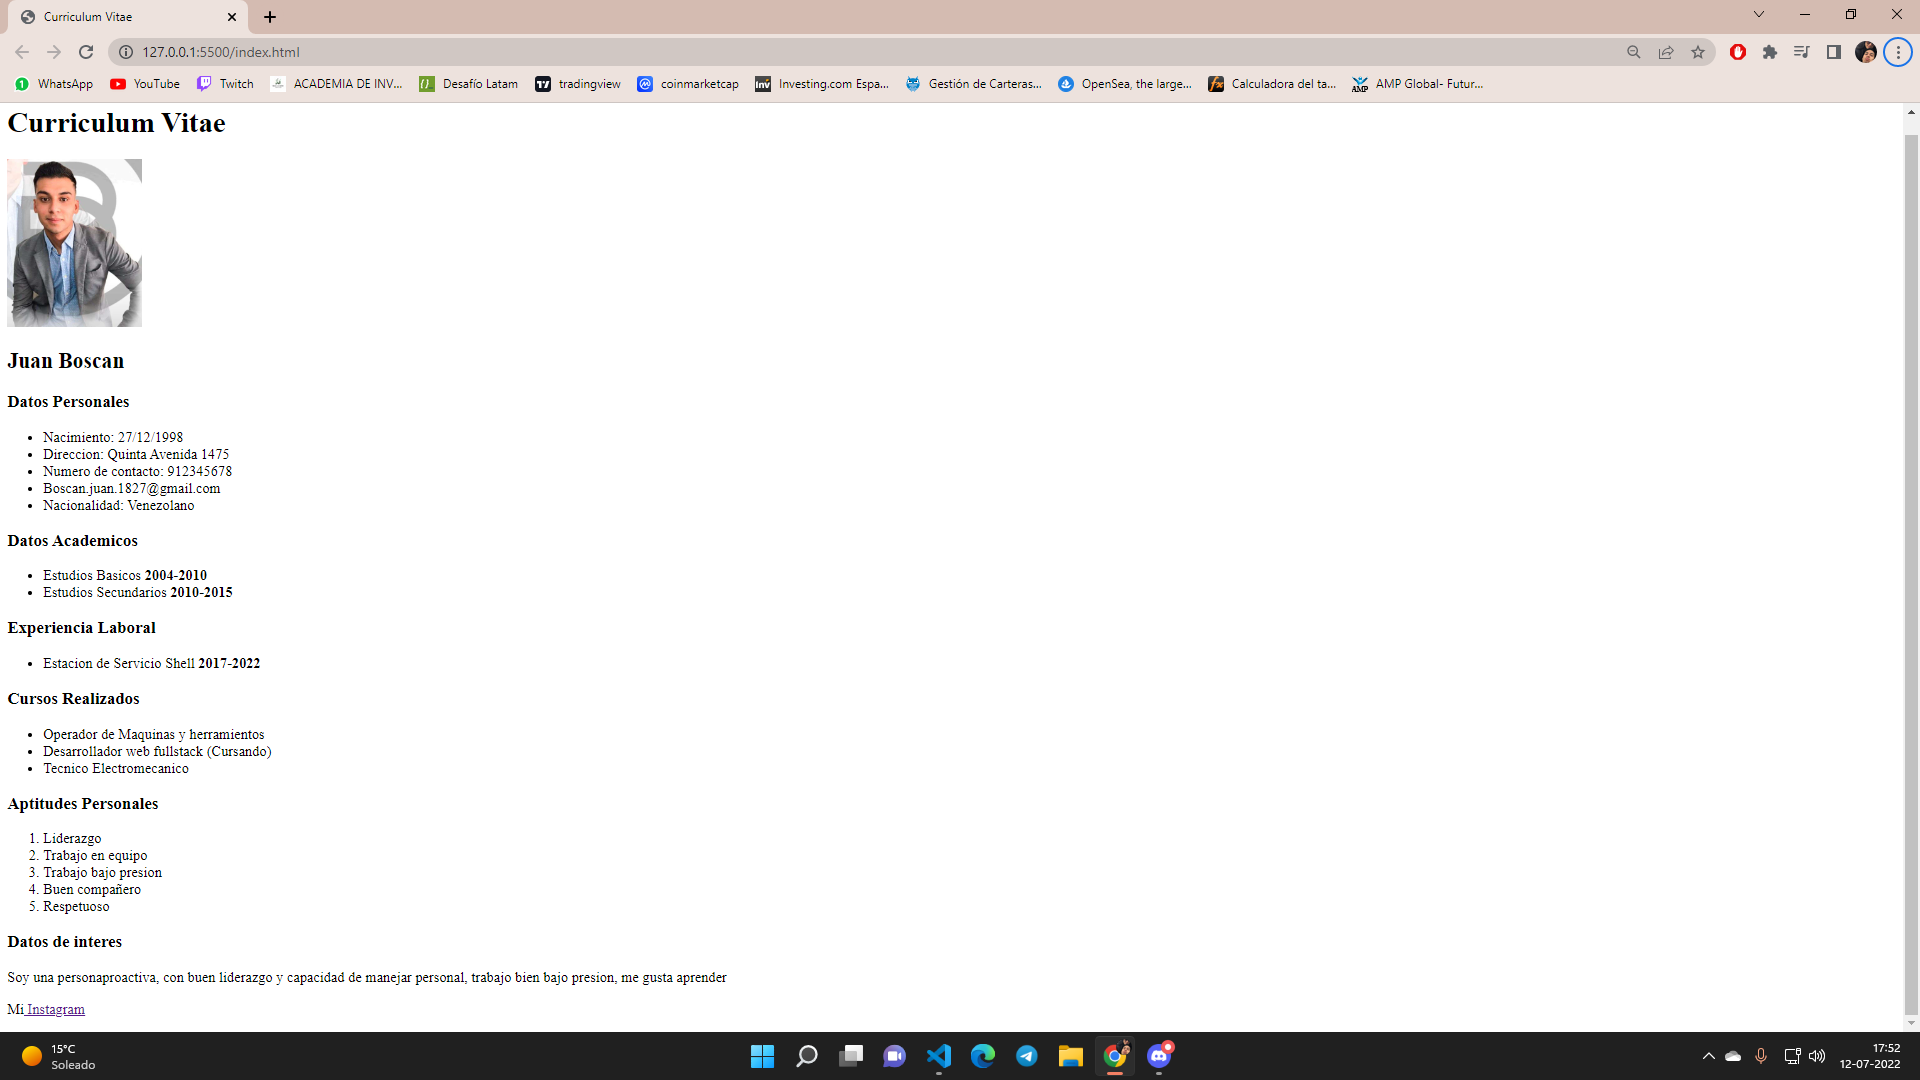 Curriculum Vitae
127.0.0.1:5500/index.html
WhatsApp YouTube Twitch ACADEMIA DE INV... Desafío Latam tradingview coinmarketcap Investing.com Espa... Gestión de Carteras... OpenSea, the large... Calculadora del ta... AMP Global- Futur...
Curriculum Vitae
Juan Boscan
Datos Personales
Nacimiento: 27/12/1998
Direccion: Quinta Avenida 1475
Numero de contacto: 912345678
Boscan.juan.1827@gmail.com
Nacionalidad: Venezolano
Datos Academicos
Estudios Basicos 2004-2010
Estudios Secundarios 2010-2015
Experiencia Laboral
Estacion de Servicio Shell 2017-2022
Cursos Realizados
Operador de Maquinas y herramientos
Desarrollador web fullstack (Cursando)
Tecnico Electromecanico
Aptitudes Personales
1. Liderazgo
2. Trabajo en equipo
3. Trabajo bajo presion
4. Buen compañero
5. Respetuoso
Datos de interes
Soy una personaproactiva, con buen liderazgo y capacidad de manejar personal, trabajo bien bajo presion, me gusta aprender
Mi Instagram
15°C
Soleado
17:52
12-07-2022